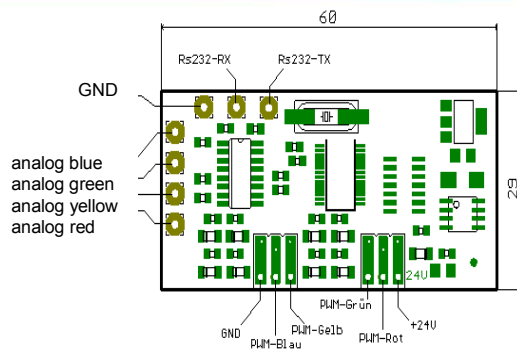 60
Rs232-RX
Rs232-TX
GND
29
analog blue
analog green
analog yellow
analog red
24V
GND
PWM-Blau
PWM-Gelb
PWM-Grün
PWM-Rot
+24V